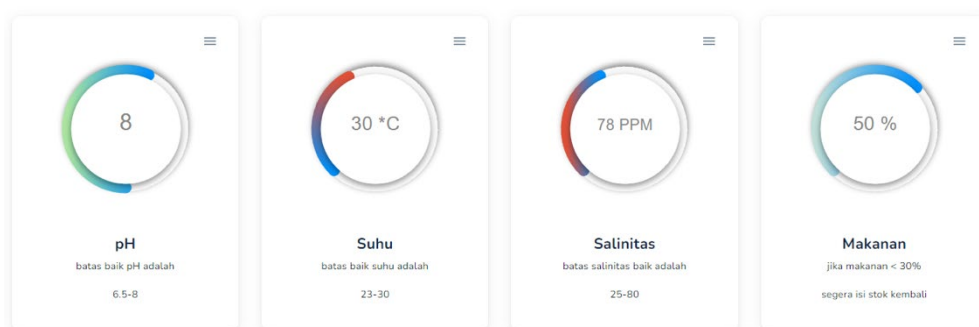 8
pH
batas baik pH adalah
6.5-8
30 *C
Suhu
batas baik suhu adalah
23-30
78 PPM
Salinitas
batas salinitas baik adalah
25-80
50 %
Makanan
jika makanan < 30%
segera isi stok kembali